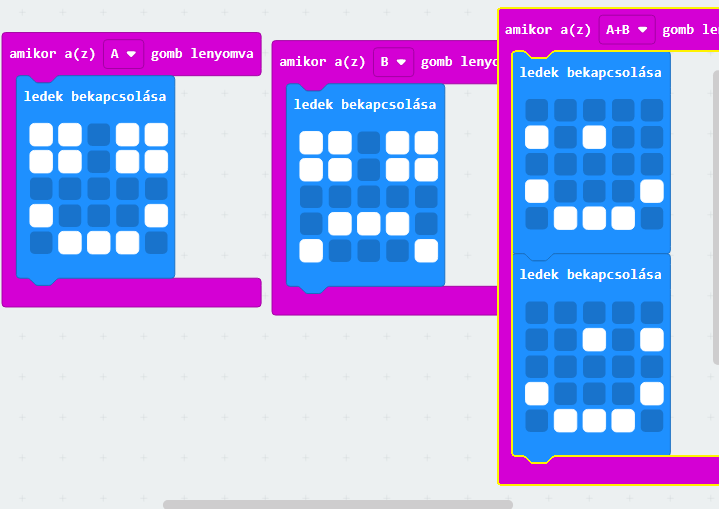 amikor a(z) A gomb lenyomva
ledek bekapcsolása
amikor a(z) B gomb
ledek bekapcsolása
amikor a(z) A+B gomb
ledek bekapcsolása
ledek bekapcsolása